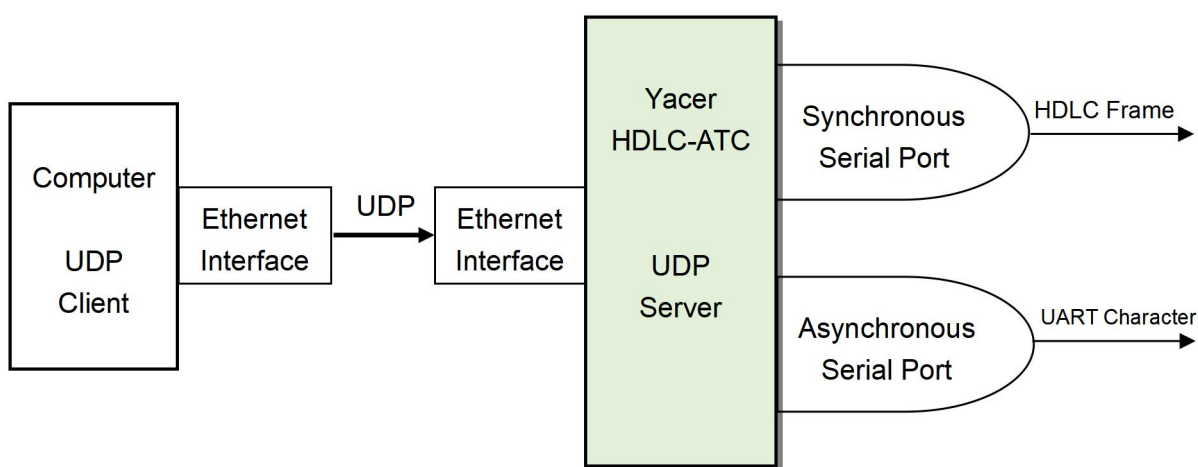 Computer
UDP
Client
Ethernet
Interface
UDP
Ethernet
Interface
Yacer
HDLC-ATC
UDP
Server
Synchronous
Serial Port
HDLC Frame
Asynchronous
Serial Port
UART Character